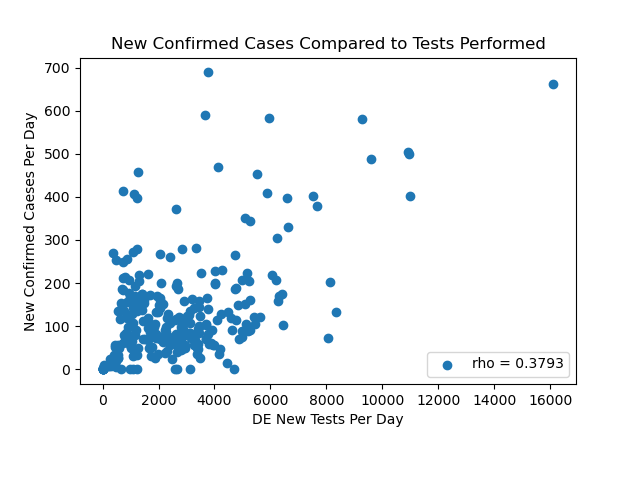 New Confirmed Cases Compared to Tests Performed
New Confirmed Caeses Per Day
700
600
500
400
300
200
100
0
rho = 0.3793
0 2000 4000 6000 8000 10000 12000 14000 16000
DE New Tests Per Day